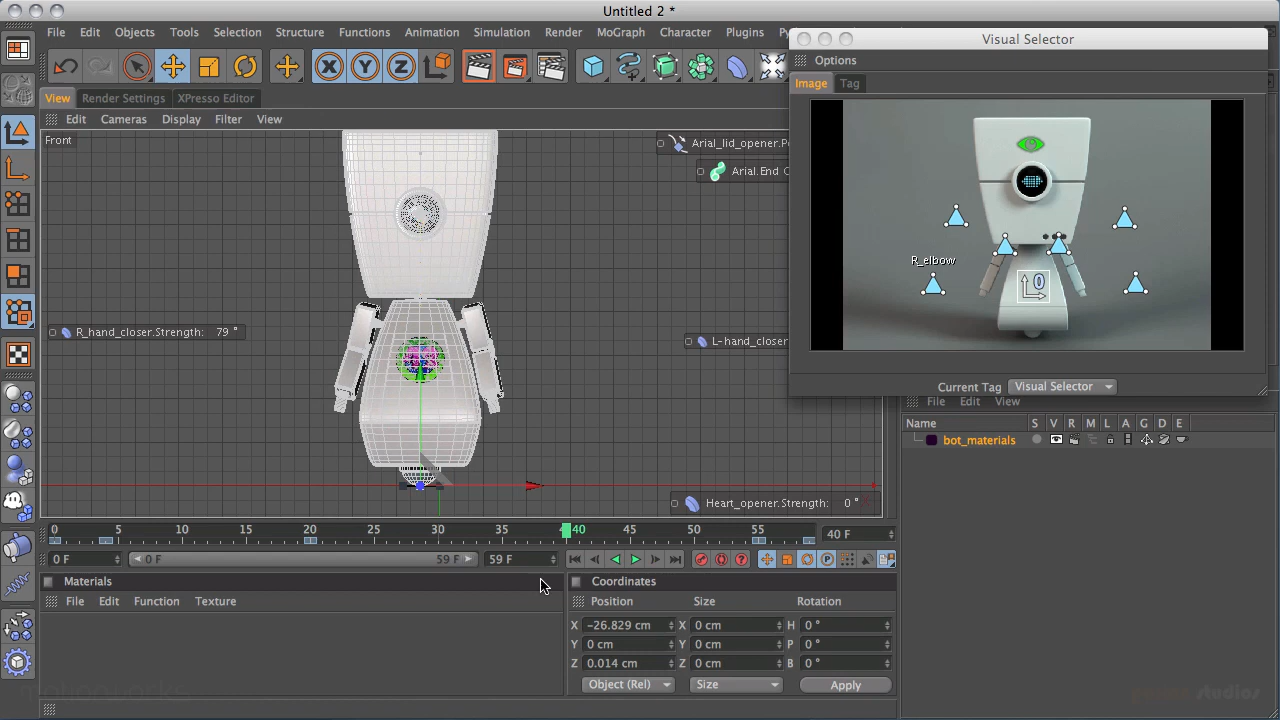 Untitled 2 *
File Edit Objects Tools Selection Structure Functions Animation Simulation Render MoGraph Character Plugins
Visual Selector
Options
Image Tag
View Render Settings XPresso Editor
Edit Cameras Display Filter View
Front
Arial_lid_opener.P
Arial.End
R_elbow
0
R_hand_closer.Strength: 79 °
L-hand_closer
Current Tag Visual Selector
File Edit View
Name S V R M L A G D E
bot_materials
Heart_opener.Strength: 0 °
0 5 10 15 20 25 30 35 40 45 50 55
40 F
0 F 0 F 59 F 59 F
Materials
Coordinates
File Edit Function Texture
Position Size Rotation
X -26.829 cm X 0 cm H 0 °
Y 0 cm Y 0 cm P 0 °
Z 0.014 cm Z 0 cm B 0 °
Object (Rel) Size Apply
motionworks
studios